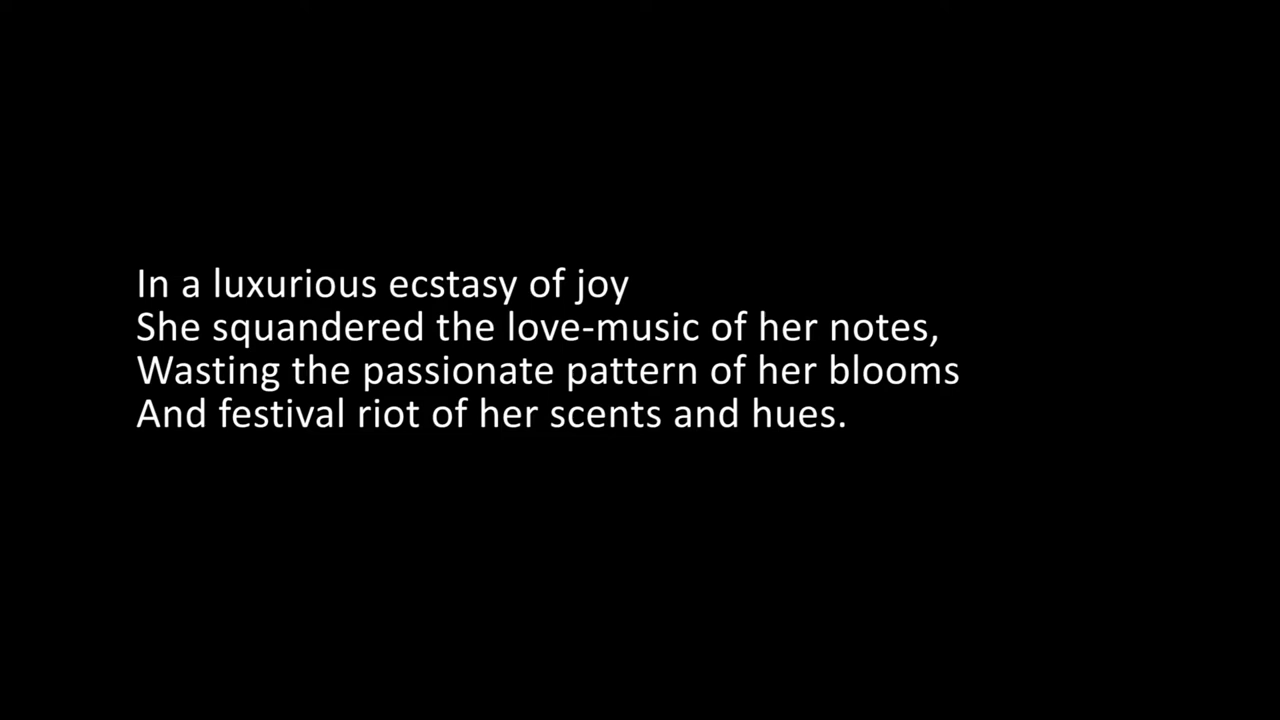 In a luxurious ecstasy of joy
She squandered the love-music of her notes,
Wasting the passionate pattern of her blooms
And festival riot of her scents and hues.